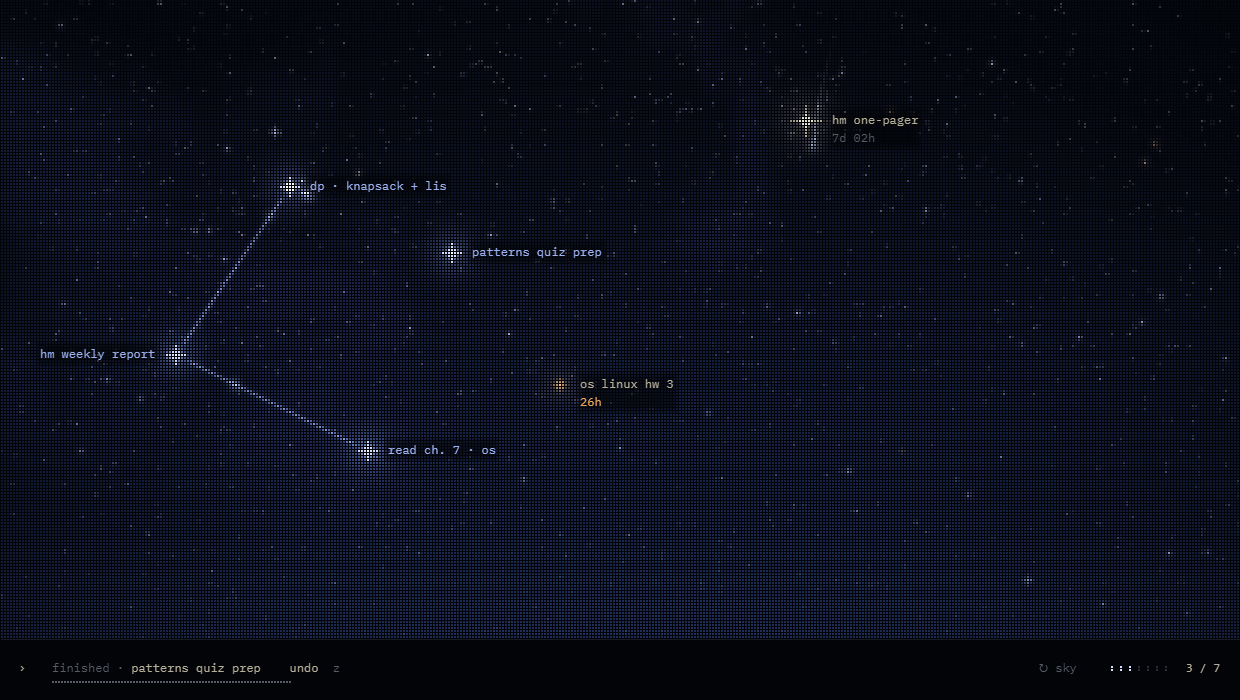 hm one-pager
7d 02h
dp · knapsack + lis
patterns quiz prep
hm weekly report
os linux hw 3
26h
read ch. 7 · os
› finished · patterns quiz prep undo z ↻ sky 3 / 7